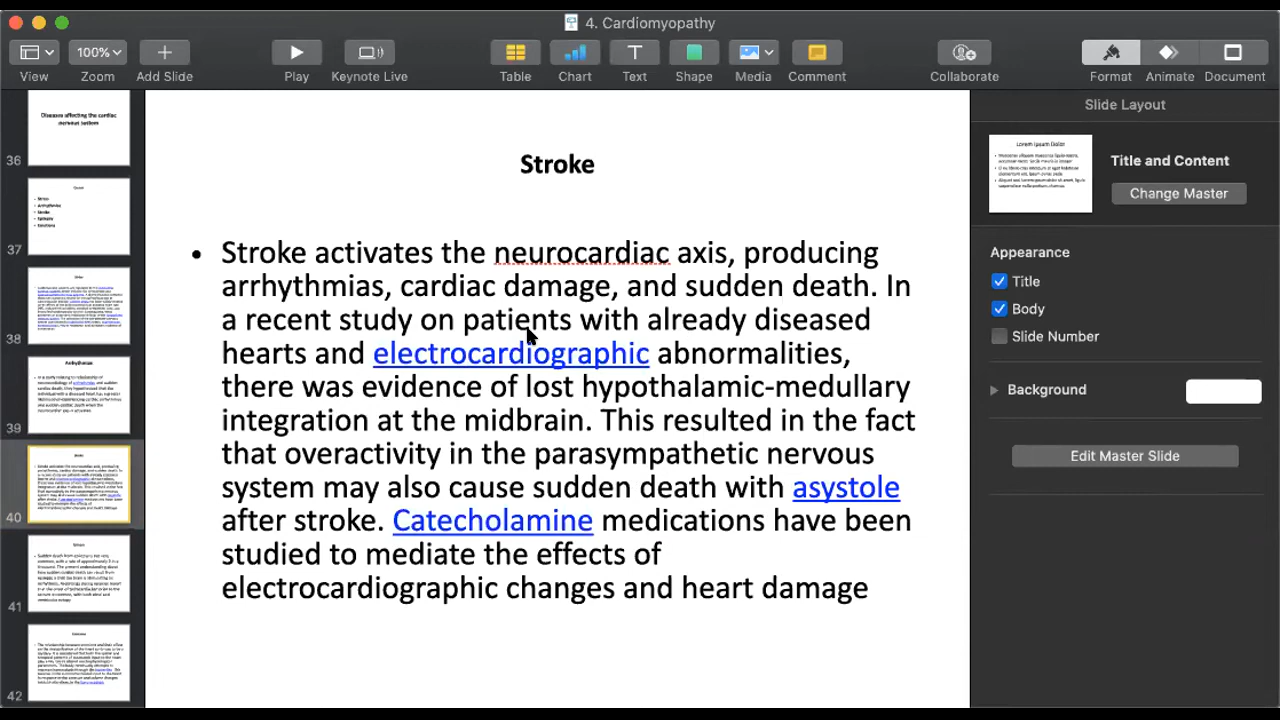 4. Cardiomyopathy
100%
View
Zoom
Add Slide
Play
Keynote Live
Table
Chart
Text
Shape
Media
Comment
Collaborate
Format
Animate
Document
Diseases affecting the cardiac
nervous system
36
37
38
39
40
41
42
Stroke
• Stroke activates the neurocardiac axis, producing
arrhythmias, cardiac damage, and sudden death. In
a recent study on patients with already diseased
hearts and electrocardiographic abnormalities,
there was evidence of lost hypothalamic-medullary
integration at the midbrain. This resulted in the fact
that overactivity in the parasympathetic nervous
system may also cause sudden death with asystole
after stroke. Catecholamine medications have been
studied to mediate the effects of
electrocardiographic changes and heart damage
Slide Layout
Lorem Ipsum Dolor
Title and Content
Change Master
Appearance
Title
Body
Slide Number
Background
Edit Master Slide